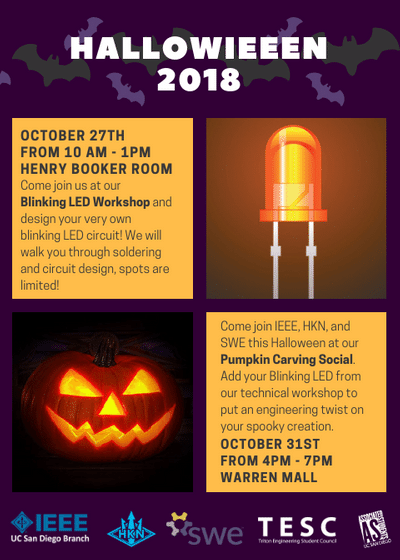 HALLOWIEEEN
2018
OCTOBER 27TH
FROM 10 AM - 1PM
HENRY BOOKER ROOM
Come join us at our
Blinking LED Workshop and
design your very own
blinking LED circuit! We will
walk you through soldering
and circuit design, spots are
limited!
Come join IEEE, HKN, and
SWE this Halloween at our
Pumpkin Carving Social.
Add your Blinking LED from
our technical workshop to
put an engineering twist on
your spooky creation.
OCTOBER 31ST
FROM 4PM - 7PM
WARREN MALL
IEEE
UC San Diego Branch
HKN
swe
TESC
Triton Engineering Student Council
ASSOCIATED STUDENTS
AS
UC SAN DIEGO